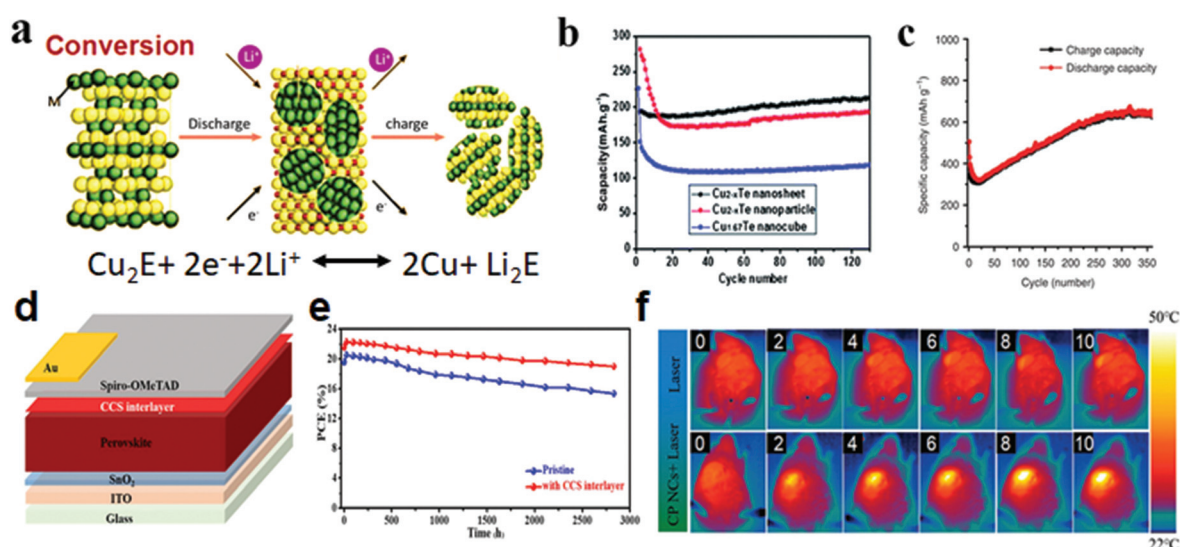 a
Conversion
Li⁺
Li⁺
M
Discharge
charge
e⁻
e⁻
Cu₂E+ 2e⁻+2Li⁺ ⟷ 2Cu+ Li₂E
b
Scapacity (mAh.g⁻¹)
300
250
200
150
100
50
0
Cu₂₋ₓTe nanosheet
Cu₂₋ₓTe nanoparticle
Cu₁.₆₇Te nanocube
0 20 40 60 80 100 120
Cycle number
c
Specific capacity (mAh g⁻¹)
1000
800
600
400
200
0
Charge capacity
Discharge capacity
0 50 100 150 200 250 300 350
Cycle (number)
d
Au
Spiro-OMeTAD
CCS interlayer
Perovskite
SnO₂
ITO
Glass
e
PCE (%)
24
20
16
12
8
4
0
Pristine
with CCS interlayer
0 500 1000 1500 2000 2500 3000
Time (h)
f
Laser
0 2 4 6 8 10
CP NCs+ Laser
0 2 4 6 8 10
50°C
22°C